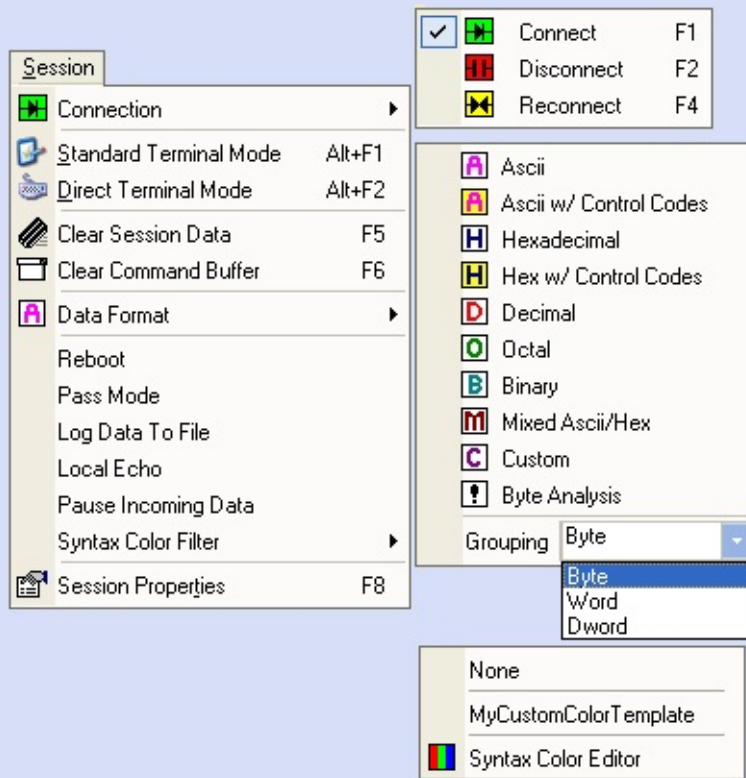 Session
Connection
Standard Terminal Mode Alt+F1
Direct Terminal Mode Alt+F2
Clear Session Data F5
Clear Command Buffer F6
Data Format
Reboot
Pass Mode
Log Data To File
Local Echo
Pause Incoming Data
Syntax Color Filter
Session Properties F8
Connect F1
Disconnect F2
Reconnect F4
A Ascii
A Ascii w/ Control Codes
H Hexadecimal
H Hex w/ Control Codes
D Decimal
O Octal
B Binary
M Mixed Ascii/Hex
C Custom
! Byte Analysis
Grouping Byte
Byte
Word
Dword
None
MyCustomColorTemplate
Syntax Color Editor